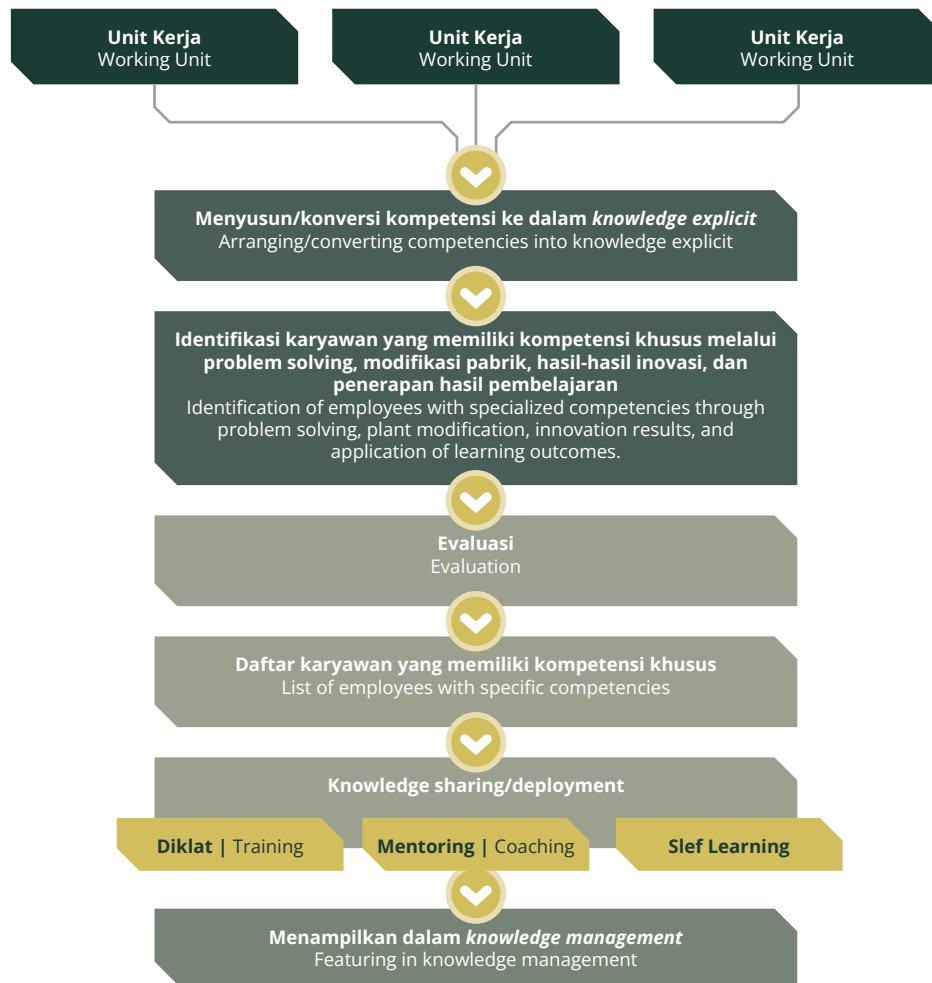 Unit Kerja
Working Unit
Unit Kerja
Working Unit
Unit Kerja
Working Unit
Menyusun/konversi kompetensi ke dalam knowledge explicit
Arranging/converting competencies into knowledge explicit
Identifikasi karyawan yang memiliki kompetensi khusus melalui
problem solving, modifikasi pabrik, hasil-hasil inovasi, dan
penerapan hasil pembelajaran
Identification of employees with specialized competencies through
problem solving, plant modification, innovation results, and
application of learning outcomes.
Evaluasi
Evaluation
Daftar karyawan yang memiliki kompetensi khusus
List of employees with specific competencies
Knowledge sharing/deployment
Diklat | Training
Mentoring | Coaching
Slef Learning
Menampilkan dalam knowledge management
Featuring in knowledge management